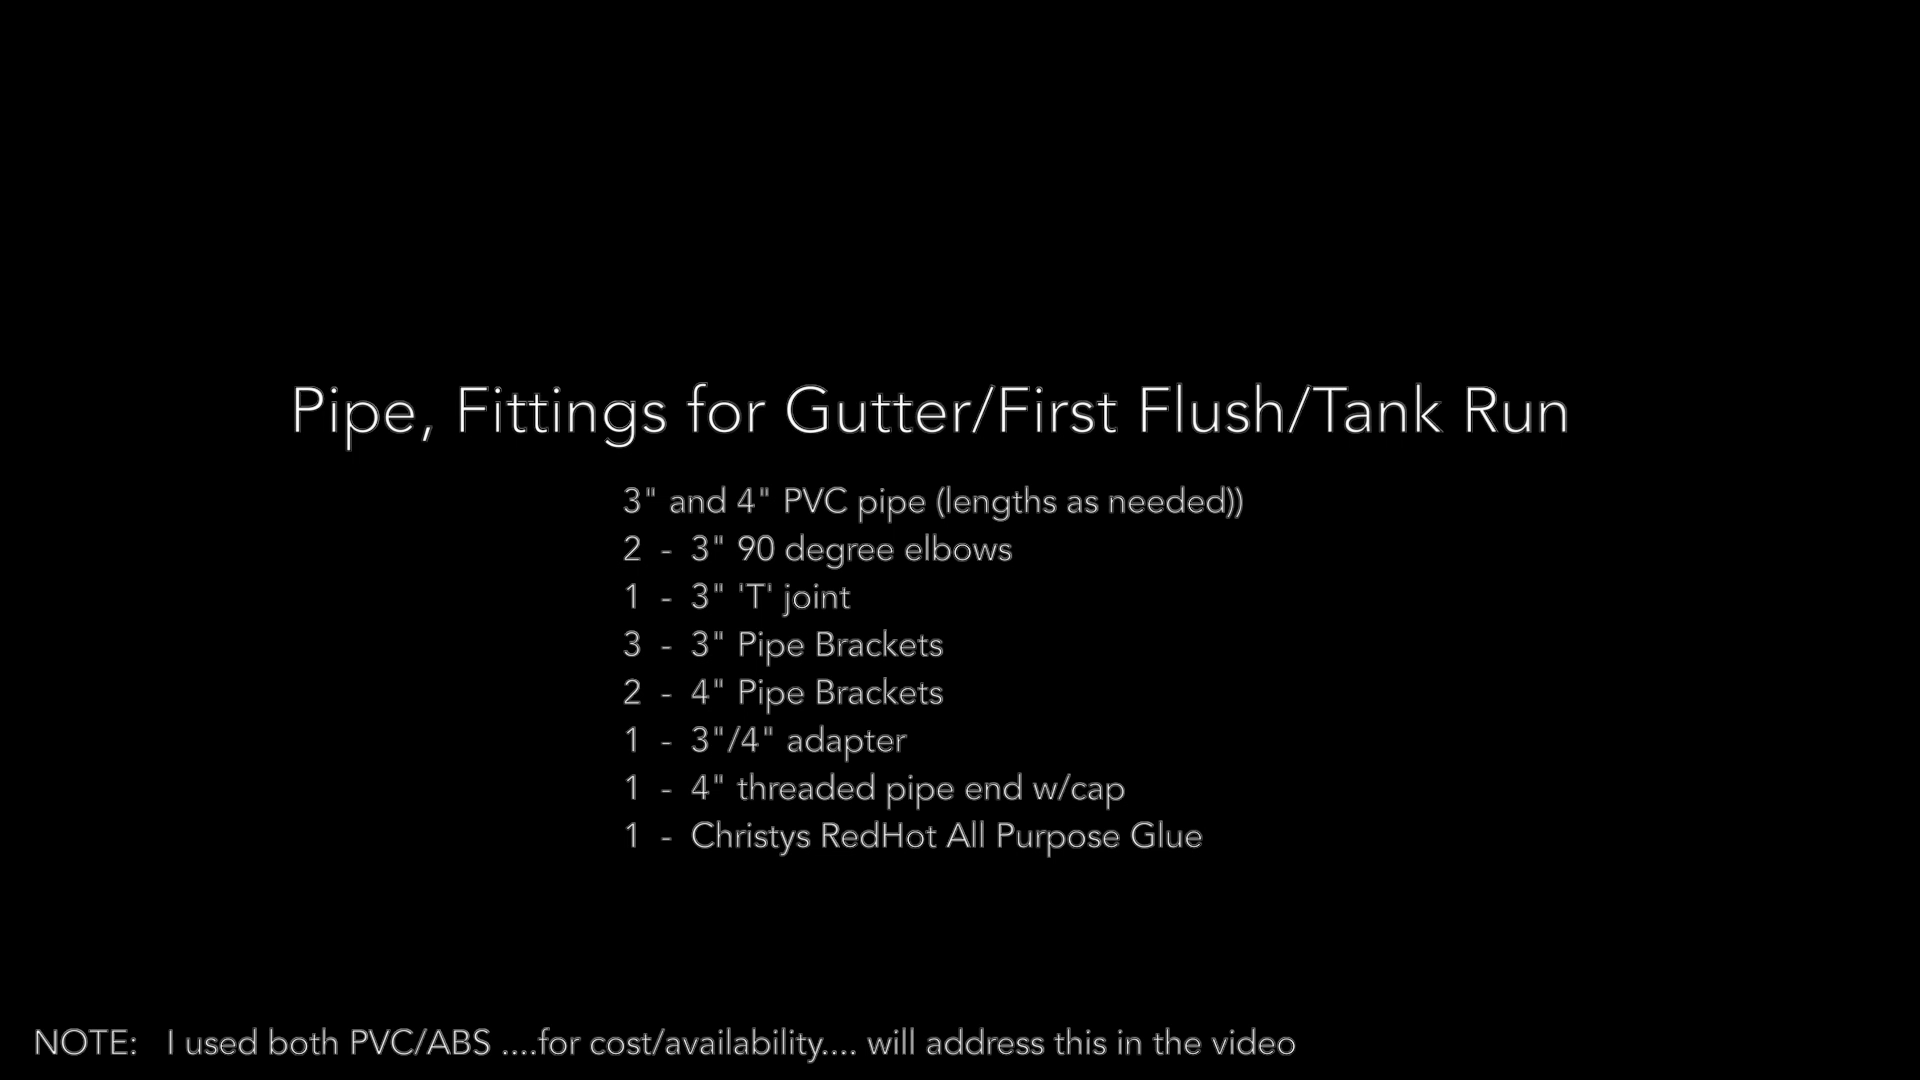 Pipe, Fittings for Gutter/First Flush/Tank Run
3" and 4" PVC pipe (lengths as needed))
2 - 3" 90 degree elbows
1 - 3" 'T' joint
3 - 3" Pipe Brackets
2 - 4" Pipe Brackets
1 - 3"/4" adapter
1 - 4" threaded pipe end w/cap
1 - Christys RedHot All Purpose Glue
NOTE: I used both PVC/ABS ....for cost/availability.... will address this in the video